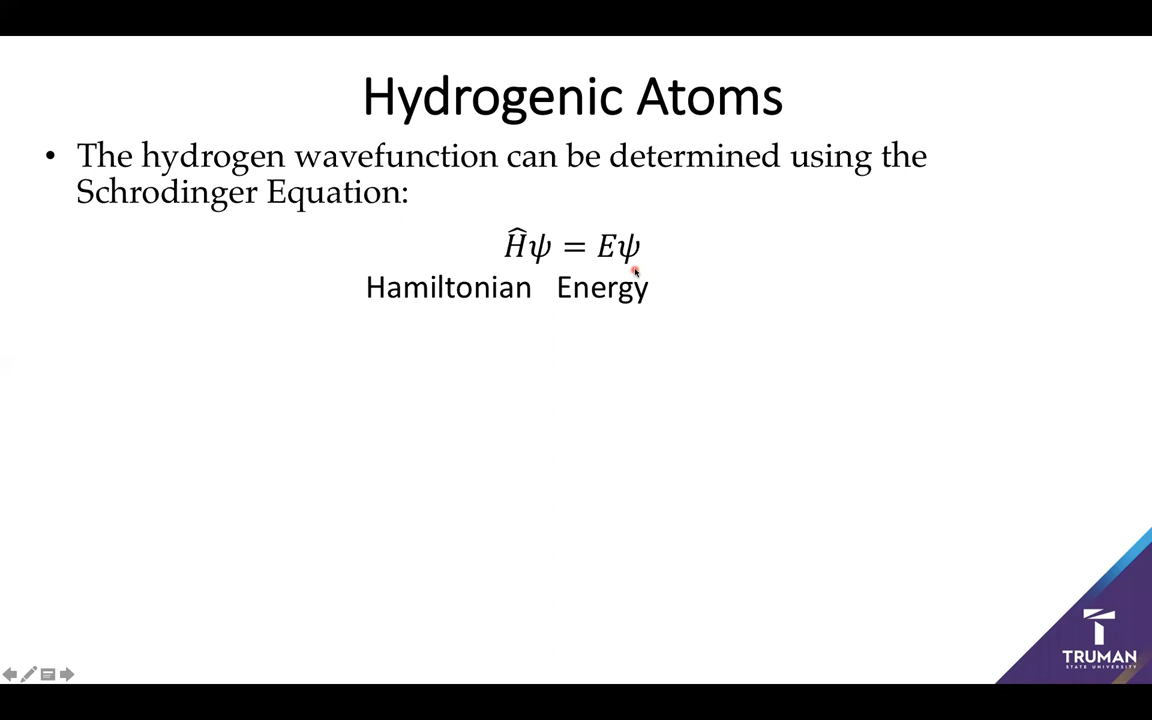 Hydrogenic Atoms
• The hydrogen wavefunction can be determined using the
Schrodinger Equation:
Ĥψ = Eψ
Hamiltonian Energy
TRUMAN
STATE UNIVERSITY